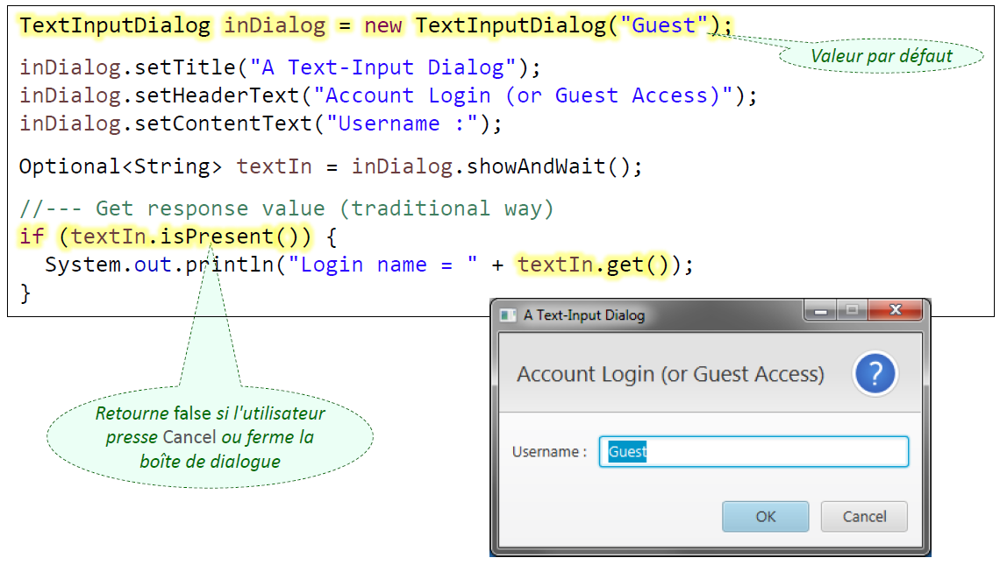 TextInputDialog inDialog = new TextInputDialog("Guest");
Valeur par défaut
inDialog.setTitle("A Text-Input Dialog");
inDialog.setHeaderText("Account Login (or Guest Access)");
inDialog.setContentText("Username :");
Optional<String> textIn = inDialog.showAndWait();
//--- Get response value (traditional way)
if (textIn.isPresent()) {
System.out.println("Login name = " + textIn.get());
}
Retourne false si l'utilisateur
presse Cancel ou ferme la
boîte de dialogue
A Text-Input Dialog
Account Login (or Guest Access)
?
Username :
Guest
OK
Cancel